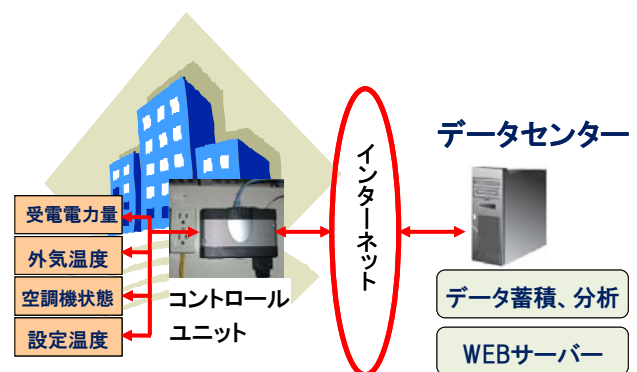 データセンター
インターネット
受電電力量
外気温度
空調機状態
設定温度
コントロール
ユニット
データ蓄積、分析
WEBサーバー